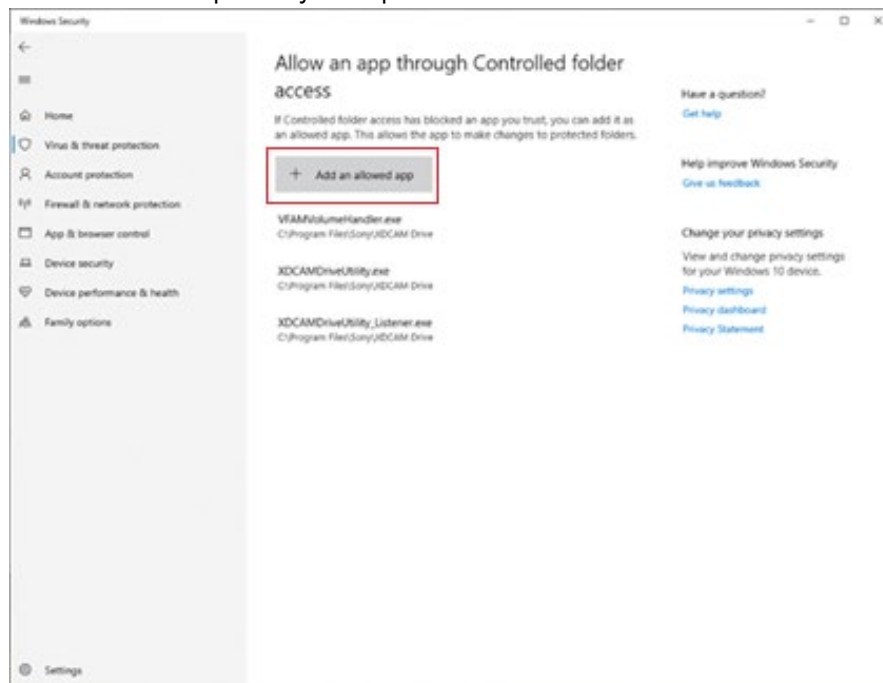 Windows Security
Home
Virus & threat protection
Account protection
Firewall & network protection
App & browser control
Device security
Device performance & health
Family options
Settings
Allow an app through Controlled folder
access
If Controlled folder access has blocked an app you trust, you can add it as
an allowed app. This allows the app to make changes to protected folders.
+ Add an allowed app
VFAMVolumeHandler.exe
C:\Program Files\Sony\XDCAM Drive
XDCAMDriveUtility.exe
C:\Program Files\Sony\XDCAM Drive
XDCAMDriveUtility_Listener.exe
C:\Program Files\Sony\XDCAM Drive
Have a question?
Get help
Help improve Windows Security
Give us feedback
Change your privacy settings
View and change privacy settings
for your Windows 10 device.
Privacy settings
Privacy dashboard
Privacy Statement